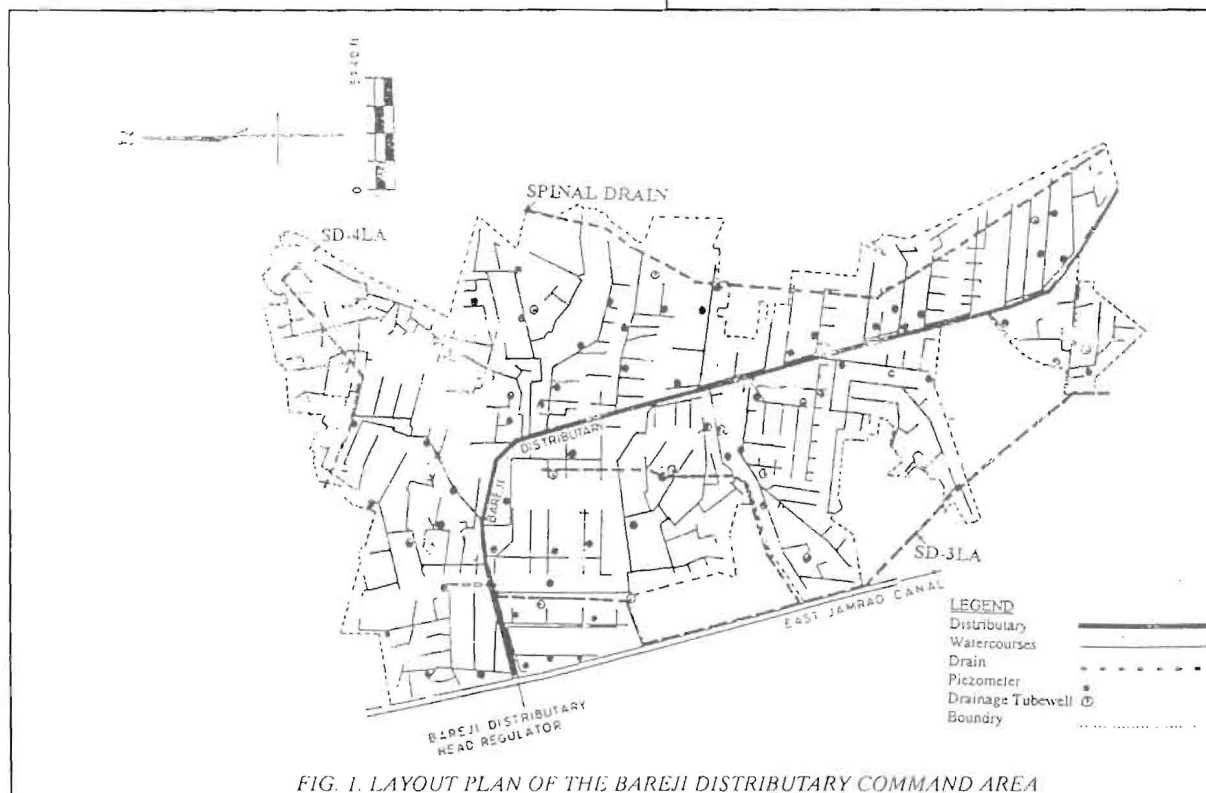 SPINAL DRAIN
SD-4LA
DISTRIBUTARY
BAREJI
SD-3LA
EAST JAMRAO CANAL
BAREJI DISTRIBUTARY
HEAD REGULATOR
LEGEND
Distributary
Watercourses
Drain
Piezometer
Drainage Tubewell
Boundry
0
N
FIG. 1. LAYOUT PLAN OF THE BAREJI DISTRIBUTARY COMMAND AREA